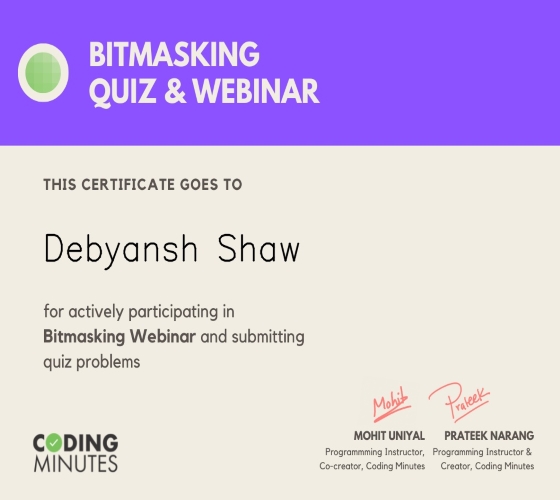 BITMASKING
QUIZ & WEBINAR
THIS CERTIFICATE GOES TO
Debyansh Shaw
for actively participating in
Bitmasking Webinar and submitting
quiz problems
Mohit Prateek
MOHIT UNIYAL PRATEEK NARANG
Programmming Instructor, Programming Instructor &
Co-creator, Coding Minutes Creator, Coding Minutes
CODING
MINUTES